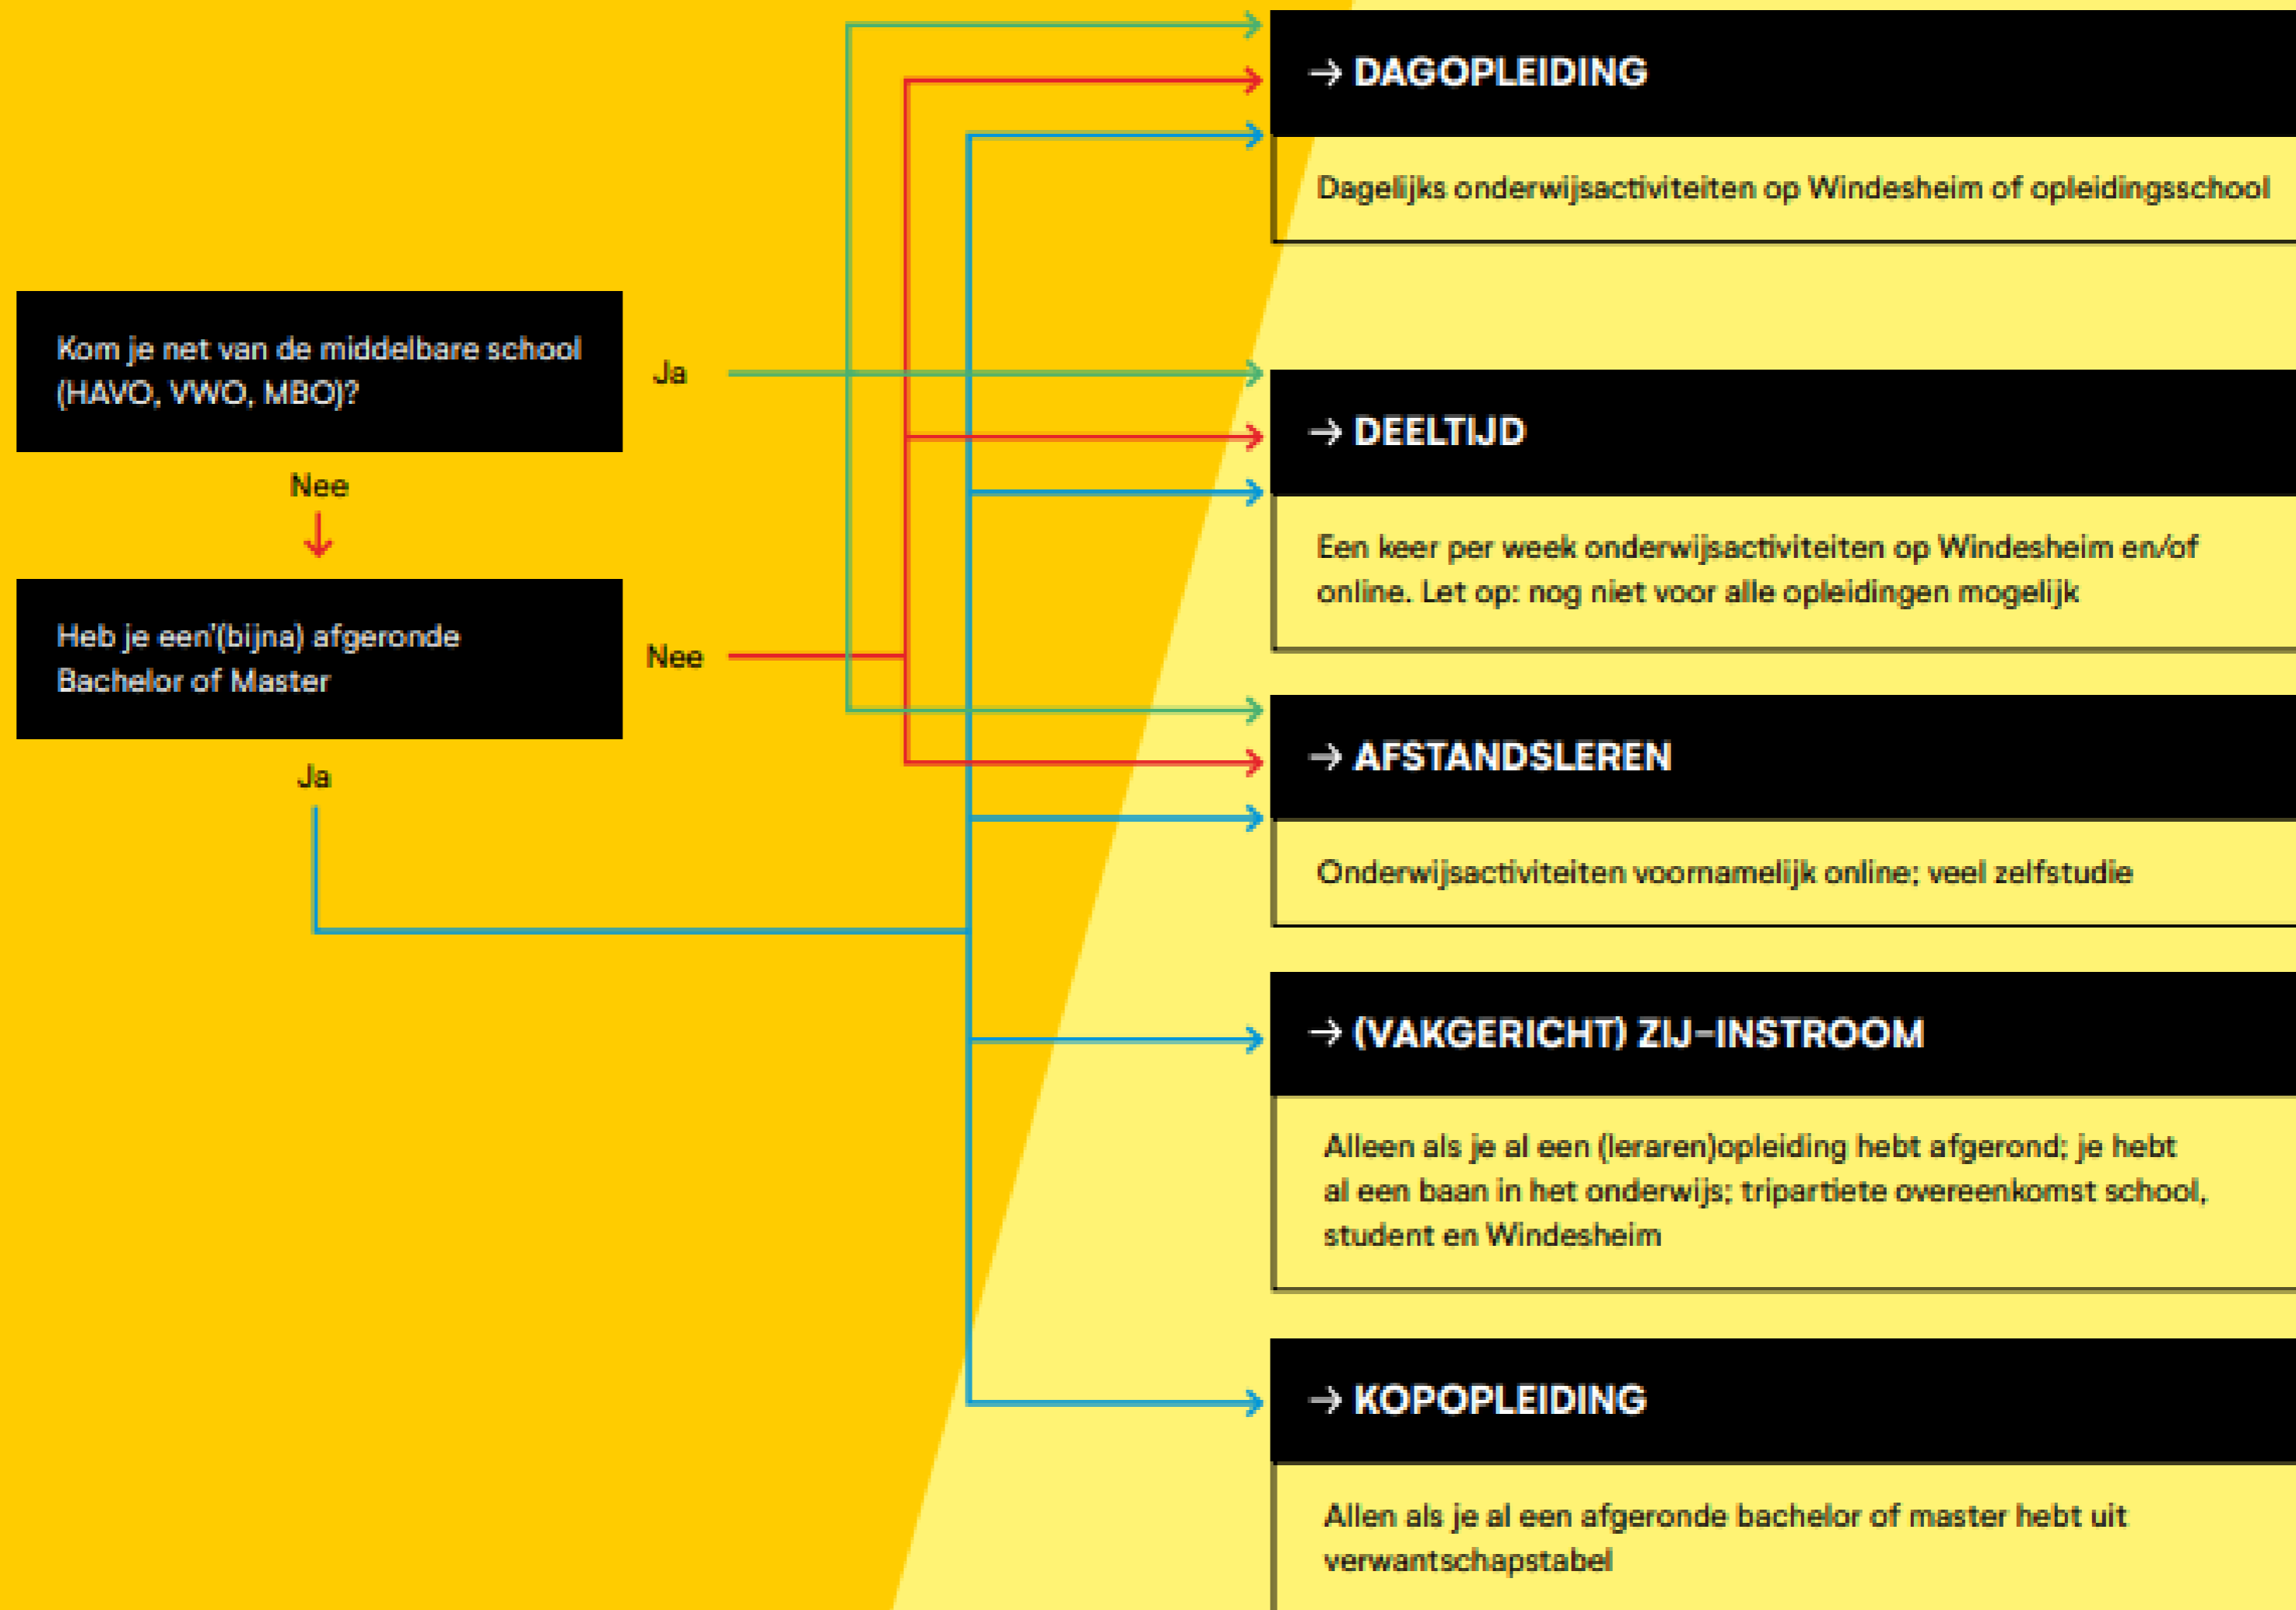 Kom je net van de middelbare school
(HAVO, VWO, MBO)?
Ja
Nee
Heb je een'(bijna) afgeronde
Bachelor of Master
Nee
Ja
→ DAGOPLEIDING
Dagelijks onderwijsactiviteiten op Windesheim of opleidingsschool
→ DEELTIJD
Een keer per week onderwijsactiviteiten op Windesheim en/of
online. Let op: nog niet voor alle opleidingen mogelijk
→ AFSTANDSLEREN
Onderwijsactiviteiten voornamelijk online; veel zelfstudie
→ (VAKGERICHT) ZIJ-INSTROOM
Alleen als je al een (leraren)opleiding hebt afgerond; je hebt
al een baan in het onderwijs; tripartiete overeenkomst school,
student en Windesheim
→ KOPOPLEIDING
Allen als je al een afgeronde bachelor of master hebt uit
verwantschapstabel